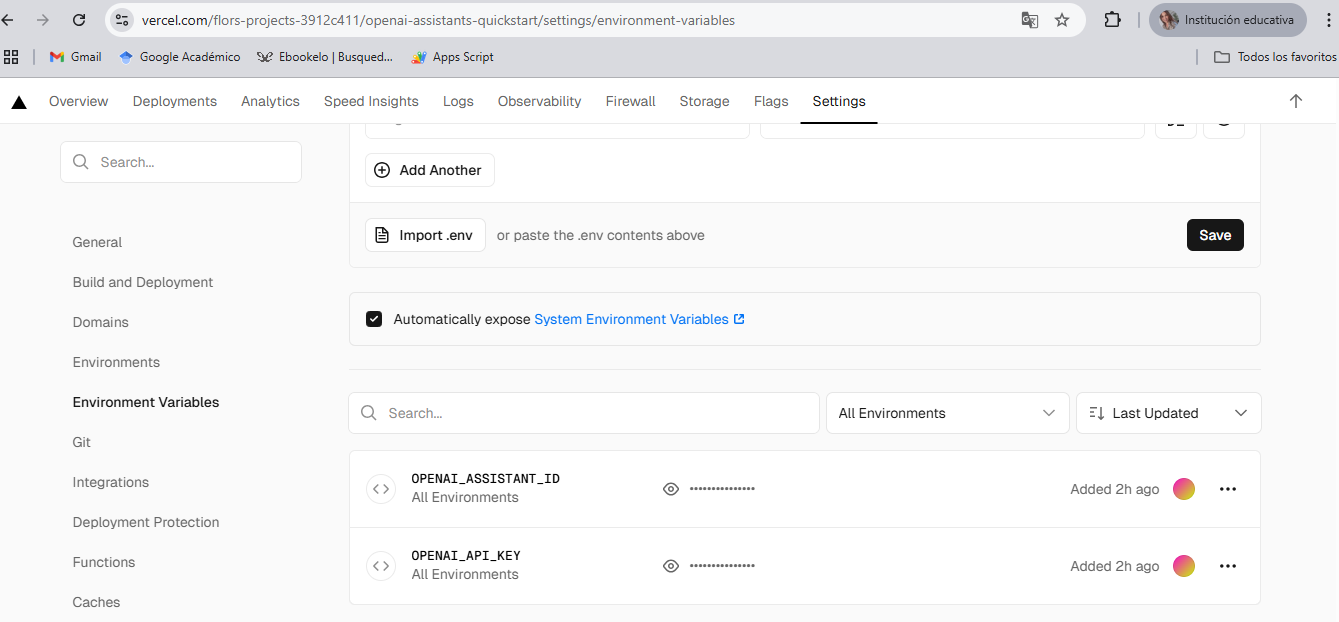 vercel.com/flors-projects-3912c411/openai-assistants-quickstart/settings/environment-variables
Institución educativa
Gmail
Google Académico
Ebookelo | Busqued...
Apps Script
Todos los favoritos
Overview
Deployments
Analytics
Speed Insights
Logs
Observability
Firewall
Storage
Flags
Settings
Search...
General
Build and Deployment
Domains
Environments
Environment Variables
Git
Integrations
Deployment Protection
Functions
Caches
Add Another
Import .env
or paste the .env contents above
Save
Automatically expose System Environment Variables
Search...
All Environments
Last Updated
OPENAI_ASSISTANT_ID
All Environments
••••••••••••••
Added 2h ago
OPENAI_API_KEY
All Environments
••••••••••••••
Added 2h ago